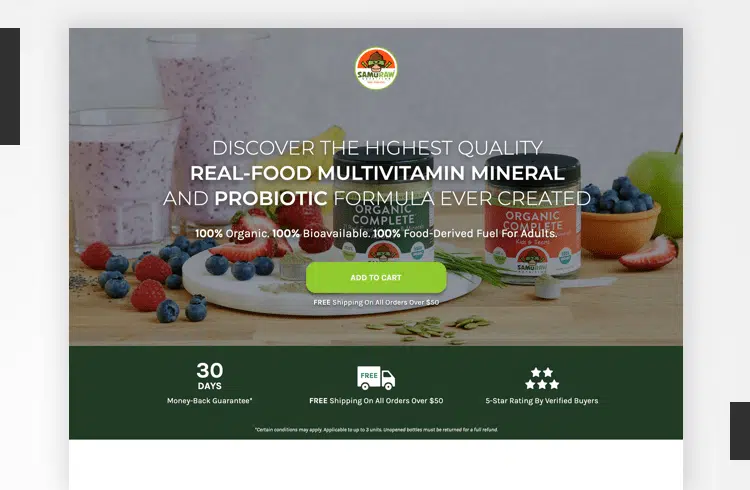 SAMURAW
DISCOVER THE HIGHEST QUALITY
REAL-FOOD MULTIVITAMIN MINERAL
AND PROBIOTIC FORMULA EVER CREATED
ORGANIC
COMPLETE
ORGANIC
COMPLETE
100% Organic. 100% Bioavailable. 100% Food-Derived Fuel For Adults.
Kids & Teens
SAMURAW
ADD TO CART
FREE Shipping On All Orders Over $50
30
DAYS
Money-Back Guarantee*
FREE
FREE Shipping On All Orders Over $50
5-Star Rating By Verified Buyers
*Certain conditions may apply. Applicable to up to 3 units. Unopened bottles must be returned for a full refund.